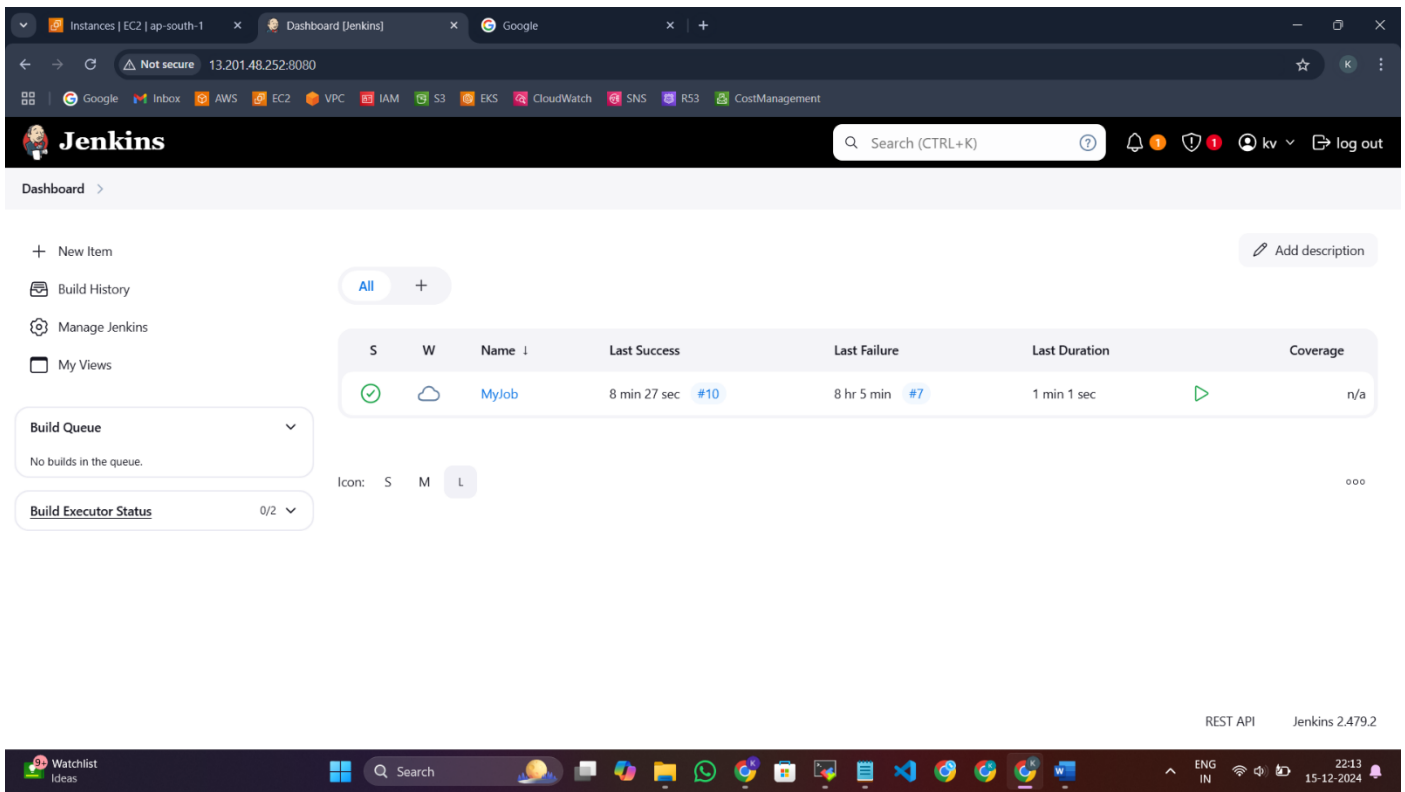 Instances | EC2 | ap-south-1
Dashboard [Jenkins]
Google
Not secure 13.201.48.252:8080
K
Google Inbox AWS EC2 VPC IAM S3 EKS CloudWatch SNS R53 CostManagement
Jenkins
Search (CTRL+K)
1
1
kv
log out
Dashboard
New Item
Build History
Manage Jenkins
My Views
Build Queue
No builds in the queue.
Build Executor Status 0/2
Add description
All +
S W Name ↓ Last Success Last Failure Last Duration Coverage
MyJob 8 min 27 sec #10 8 hr 5 min #7 1 min 1 sec n/a
Icon: S M L
REST API Jenkins 2.479.2
9+
Watchlist
Ideas
Search
ENG
IN
22:13
15-12-2024